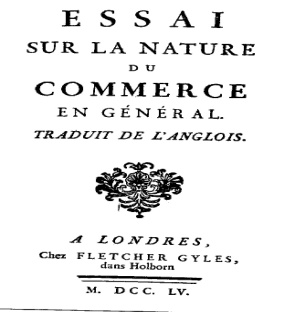 ESSAI
SUR LA NATURE
DU
COMMERCE
EN GÉNÉRAL.
TRADUIT DE L'ANGLOIS.
A LONDRES,
Chez FLETCHER GYLES,
dans Holborn
M. DCC. LV.